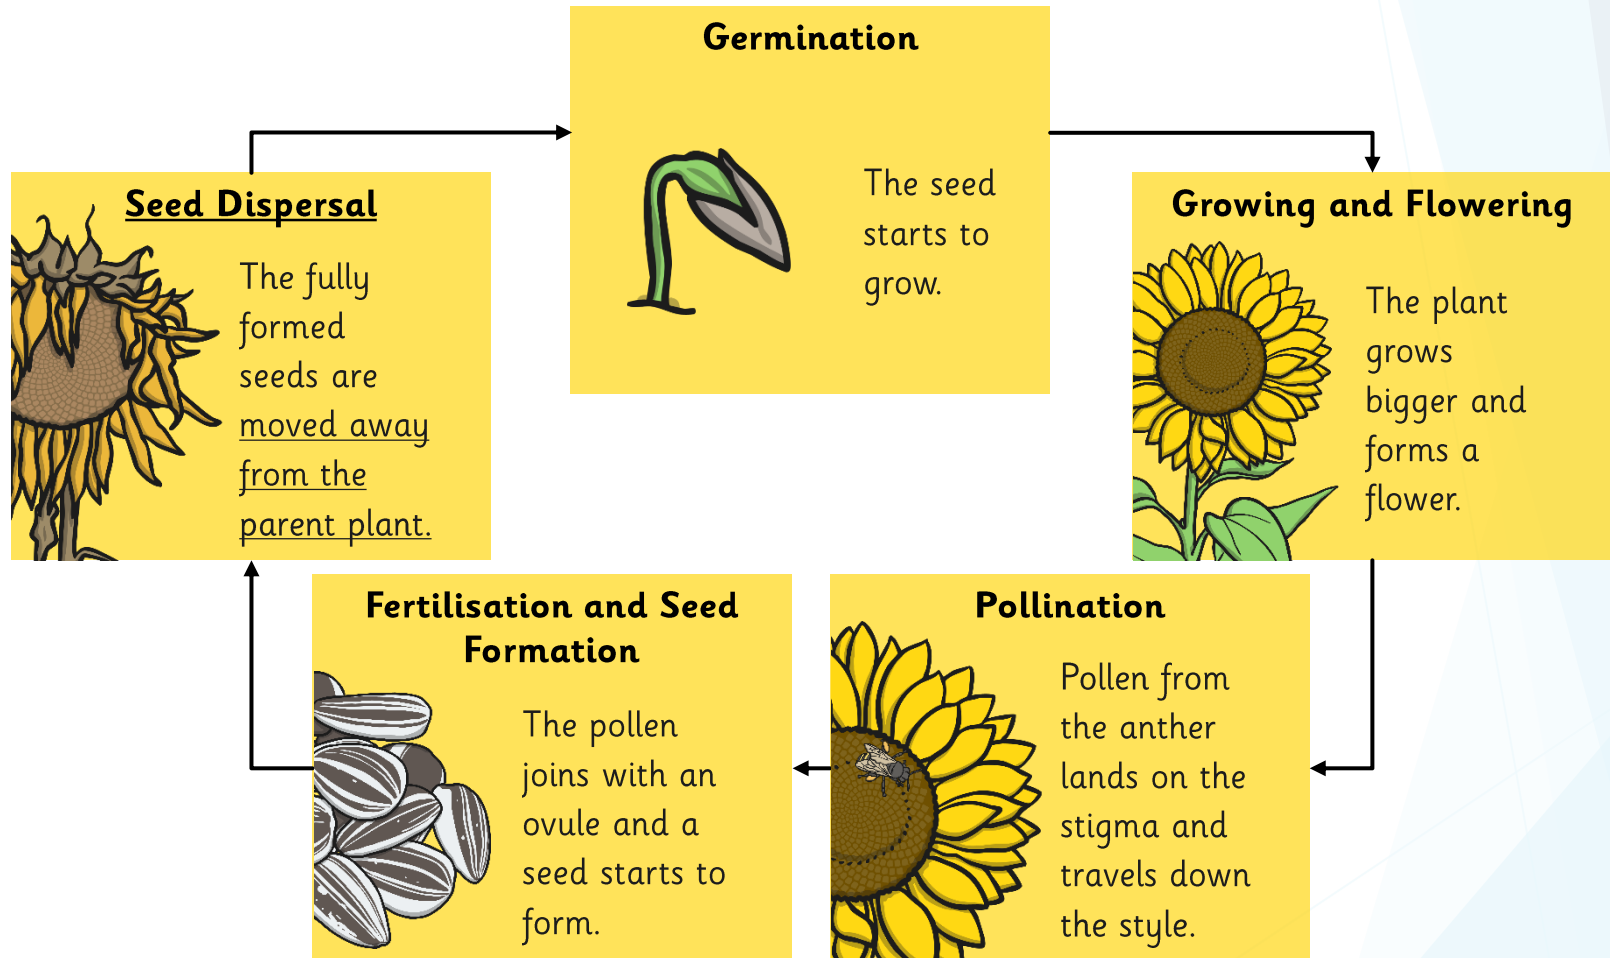 Germination
The seed
starts to
grow.
Growing and Flowering
The plant
grows
bigger and
forms a
flower.
Pollination
Pollen from
the anther
lands on the
stigma and
travels down
the style.
Fertilisation and Seed
Formation
The pollen
joins with an
ovule and a
seed starts to
form.
Seed Dispersal
The fully
formed
seeds are
moved away
from the
parent plant.